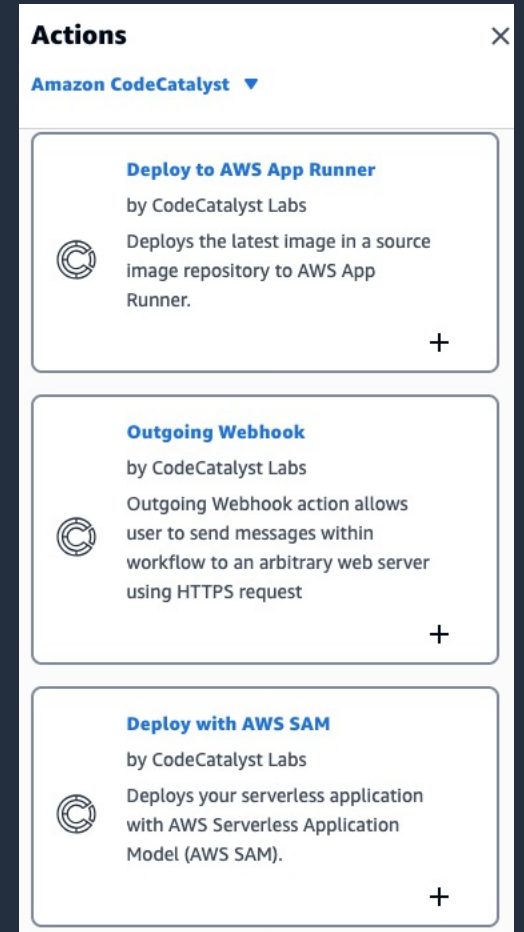 Actions
Amazon CodeCatalyst
Deploy to AWS App Runner
by CodeCatalyst Labs
Deploys the latest image in a source
image repository to AWS App
Runner.
Outgoing Webhook
by CodeCatalyst Labs
Outgoing Webhook action allows
user to send messages within
workflow to an arbitrary web server
using HTTPS request
Deploy with AWS SAM
by CodeCatalyst Labs
Deploys your serverless application
with AWS Serverless Application
Model (AWS SAM).